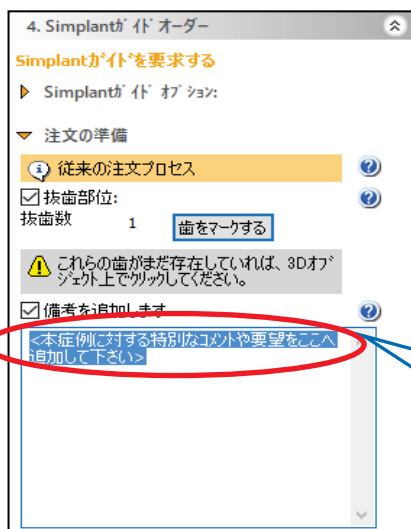 4. Simplantｶﾞｲﾄﾞオーダー
Simplantｶﾞｲﾄﾞを要求する
Simplantｶﾞｲﾄﾞｵﾌﾟｼｮﾝ:
注文の準備
従来の注文プロセス
抜歯部位:
抜歯数 1 歯をマークする
これらの歯がまだ存在していれば、3Dオブ
ジェクト上でクリックしてください。
備考を追加します
<本症例に対する特別なコメントや要望をここへ
追加して下さい>